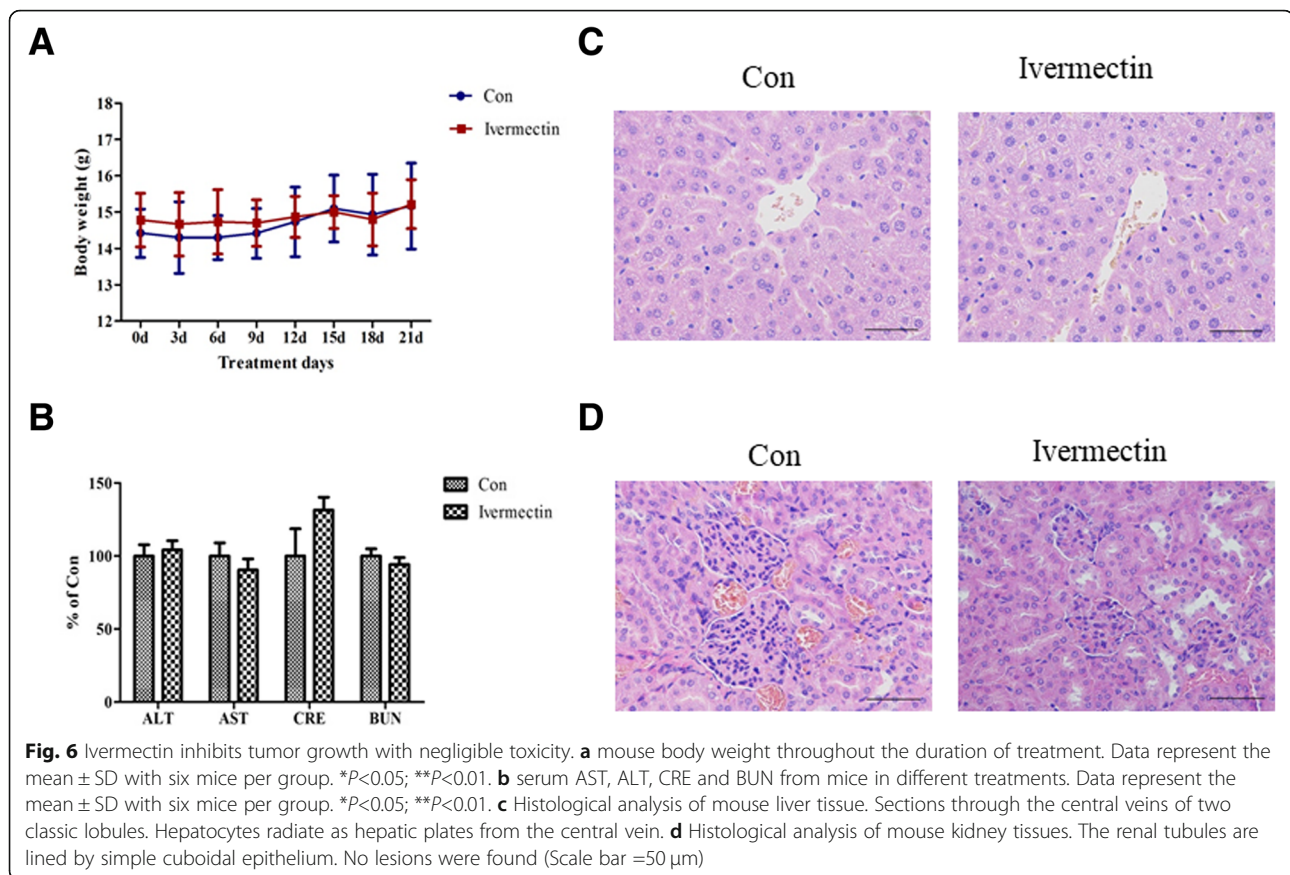 A
Con
Ivermectin
18
17
16
15
14
13
12
Body weight (g)
0d 3d 6d 9d 12d 15d 18d 21d
Treatment days
B
Con
Ivermectin
150
100
50
0
% of Con
ALT AST CRE BUN
C
Con Ivermectin
D
Con Ivermectin
Fig. 6 Ivermectin inhibits tumor growth with negligible toxicity. a mouse body weight throughout the duration of treatment. Data represent the
mean ± SD with six mice per group. *P<0.05; **P<0.01. b serum AST, ALT, CRE and BUN from mice in different treatments. Data represent the
mean ± SD with six mice per group. *P<0.05; **P<0.01. c Histological analysis of mouse liver tissue. Sections through the central veins of two
classic lobules. Hepatocytes radiate as hepatic plates from the central vein. d Histological analysis of mouse kidney tissues. The renal tubules are
lined by simple cuboidal epithelium. No lesions were found (Scale bar =50 μm)